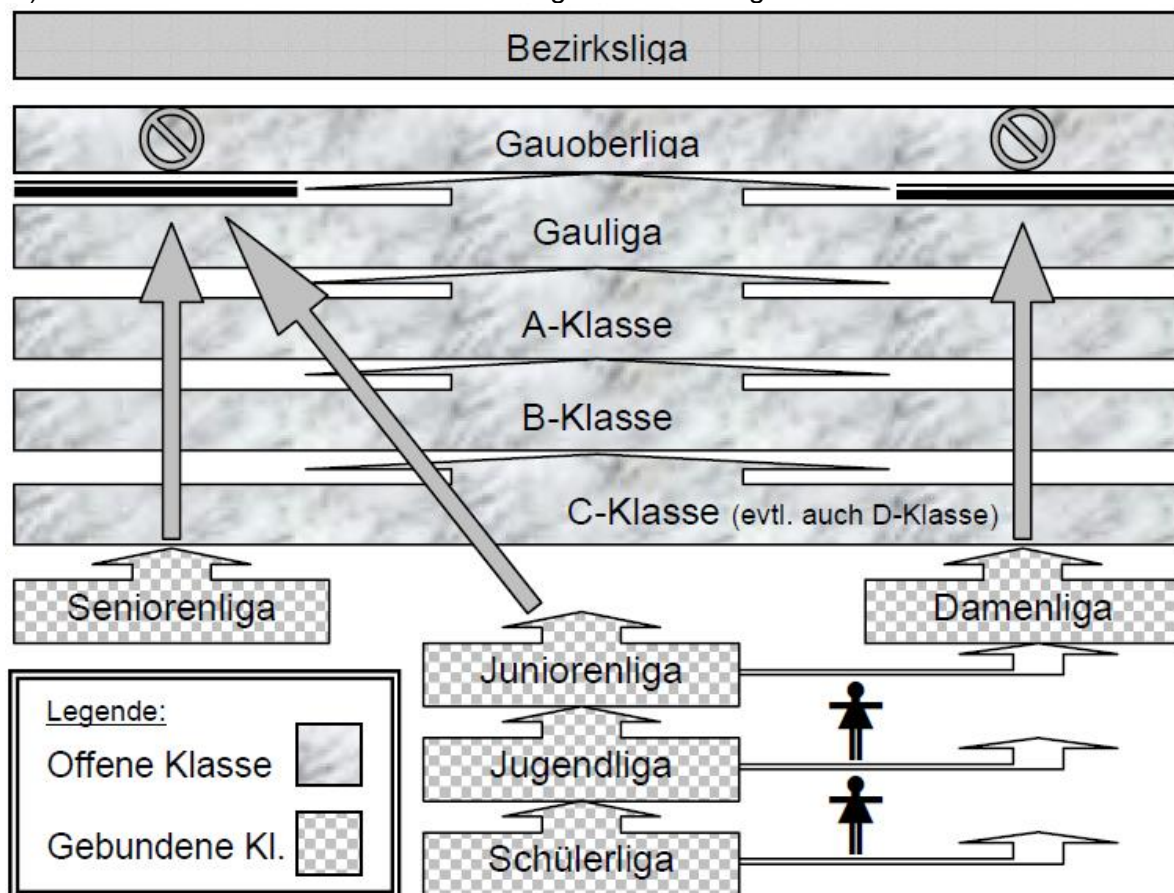 Bezirksliga
Gauoberliga
Gauliga
A-Klasse
B-Klasse
C-Klasse (evtl. auch D-Klasse)
Seniorenliga
Damenliga
Juniorenliga
Jugendliga
Schülerliga
Legende:
Offene Klasse
Gebundene Kl.